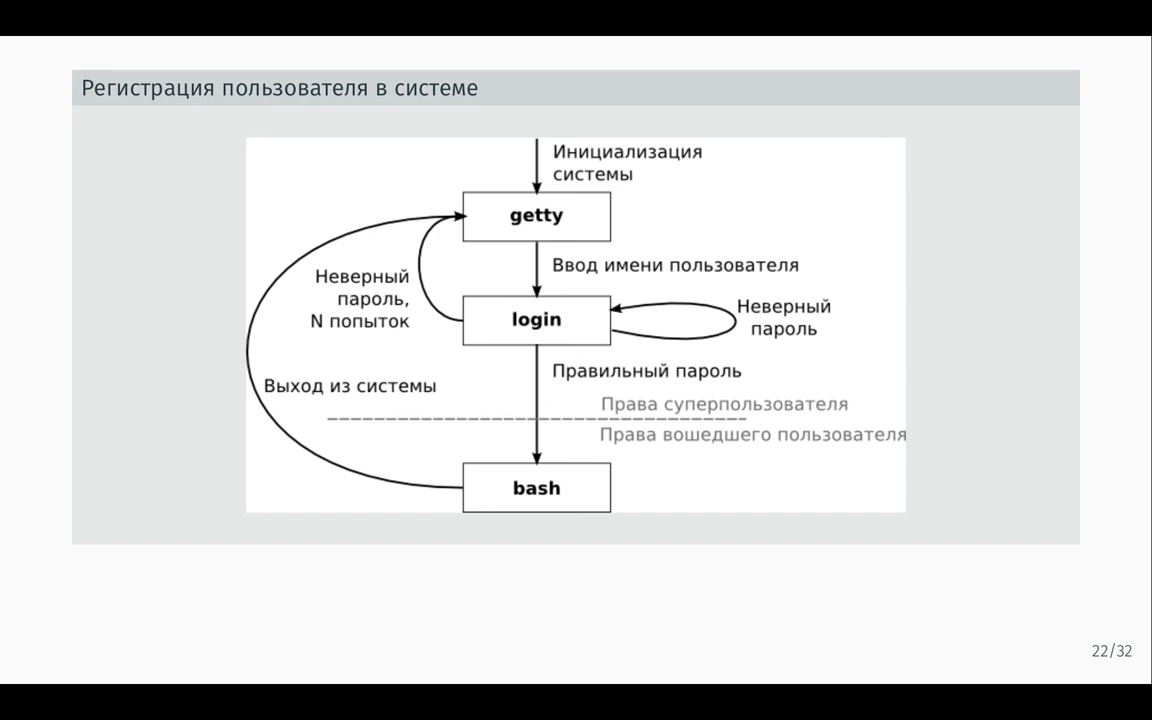 Регистрация пользователя в системе
Инициализация
системы
getty
Ввод имени пользователя
Неверный
пароль,
N попыток
login
Неверный
пароль
Правильный пароль
Выход из системы
Права суперпользователя
Права вошедшего пользователя
bash
22/32